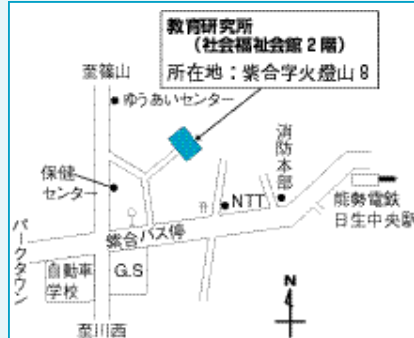 教育研究所
(社会福祉会館2階)
所在地：紫合字火燈山8
至篠山
ゆうあいセンター
保健
センター
消防本部
NTT
能勢電鉄
日生中央駅
紫合バス停
パークタウン
自動車
学校
G.S
N
至川西